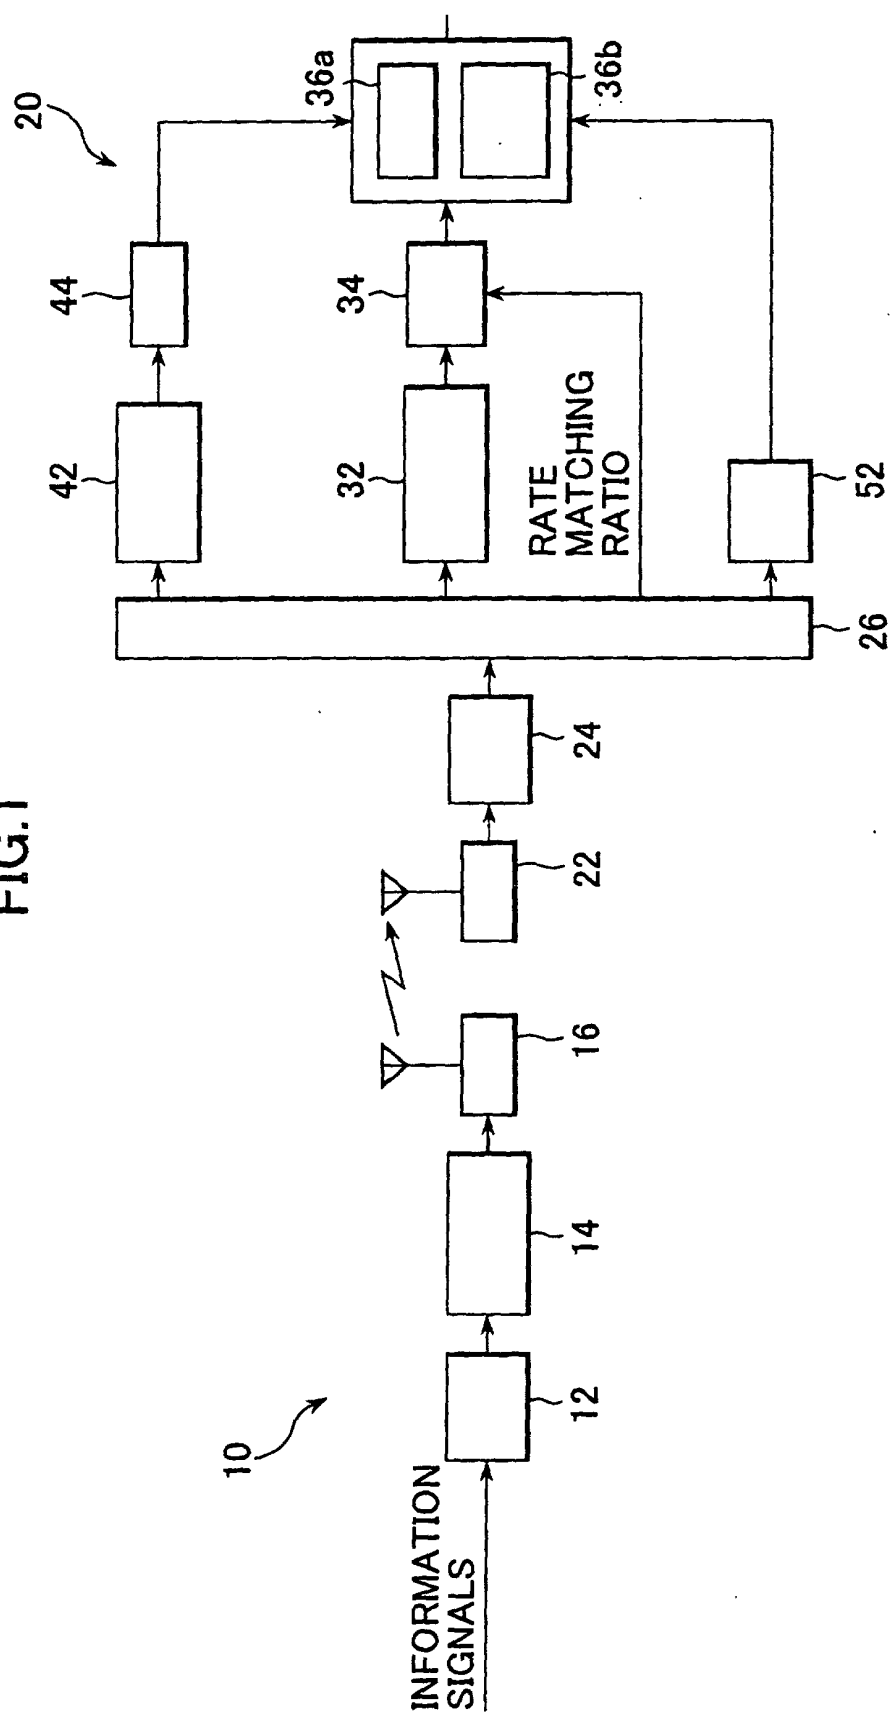 FIG.1
20
36a
36b
44
34
42
32
RATE
MATCHING
RATIO
52
26
24
22
16
14
12
10
INFORMATION
SIGNALS